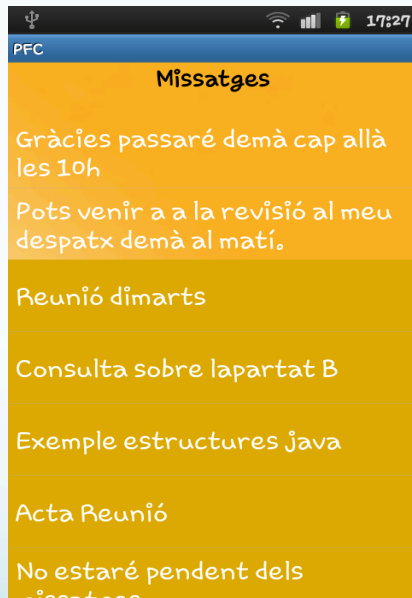 17:27
PFC
Missatges
Gràcies passaré demà cap allà
les 10h
Pots venir a a la revisió al meu
despatx demà al matí.
Reunió dimarts
Consulta sobre lapartat B
Exemple estructures java
Acta Reunió
No estaré pendent dels